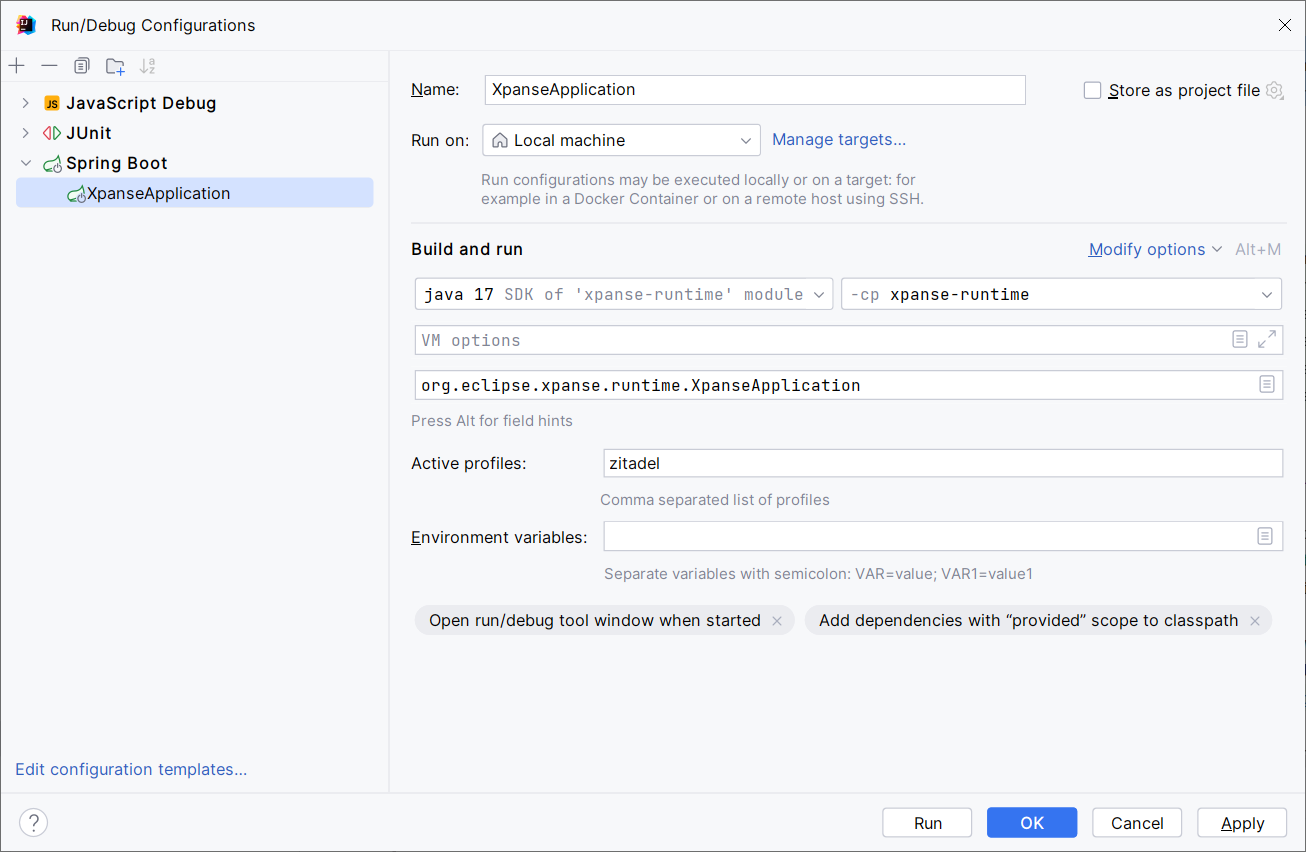 Run/Debug Configurations
JS JavaScript Debug
JUnit
Spring Boot
XpanseApplication
Edit configuration templates...
Name: XpanseApplication
Store as project file
Run on: Local machine
Manage targets...
Run configurations may be executed locally or on a target: for
example in a Docker Container or on a remote host using SSH.
Build and run
Modify options Alt+M
java 17 SDK of 'xpanse-runtime' module
-cp xpanse-runtime
VM options
org.eclipse.xpanse.runtime.XpanseApplication
Press Alt for field hints
Active profiles: zitadel
Comma separated list of profiles
Environment variables:
Separate variables with semicolon: VAR=value; VAR1=value1
Open run/debug tool window when started
Add dependencies with “provided” scope to classpath
?
Run
OK
Cancel
Apply